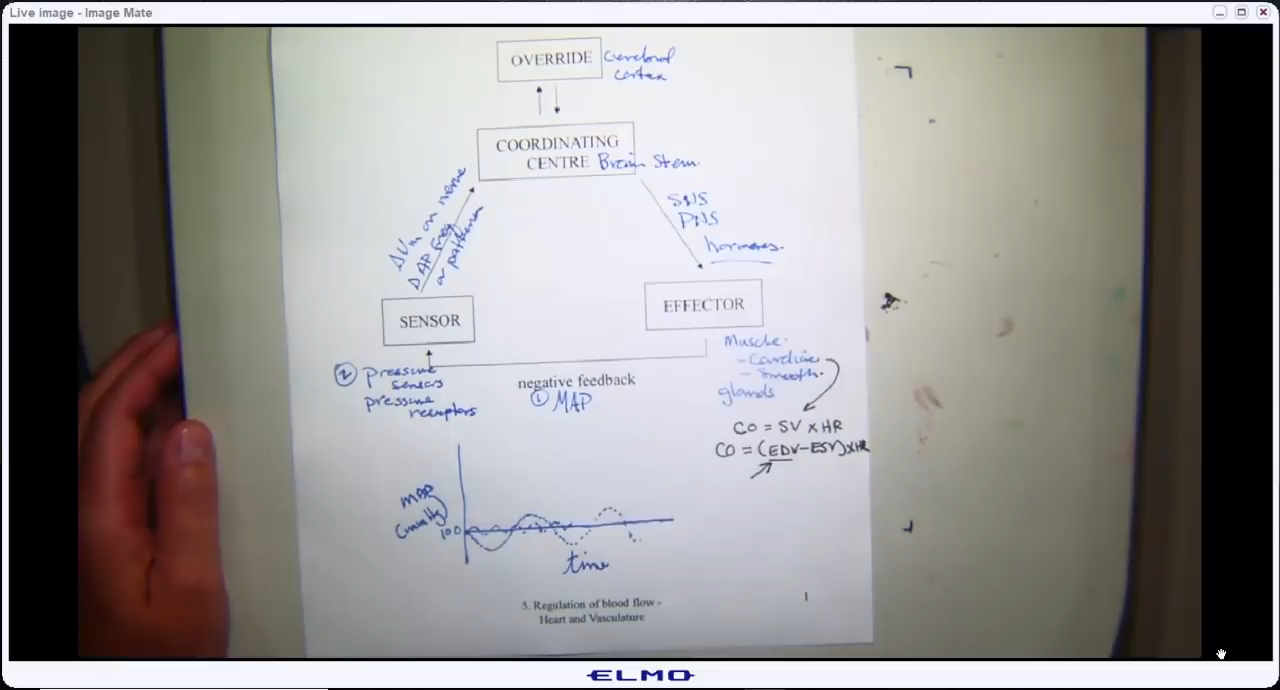 Live image - Image Mate
OVERRIDE Cerebral
cortex
COORDINATING
CENTRE Brain Stem.
ΔVm on nerve
ΔAP freq
or patterns
SNS
PNS
hormones.
SENSOR
EFFECTOR
② pressure
sensors
pressure
receptors
negative feedback
① MAP
Muscle.
- Cardiac
- Smooth.
glands
CO = SV x HR
CO = (EDV-ESV)xHR
MAP
(mmHg)
100
time
5. Regulation of blood flow -
Heart and Vasculature
1
ELMO